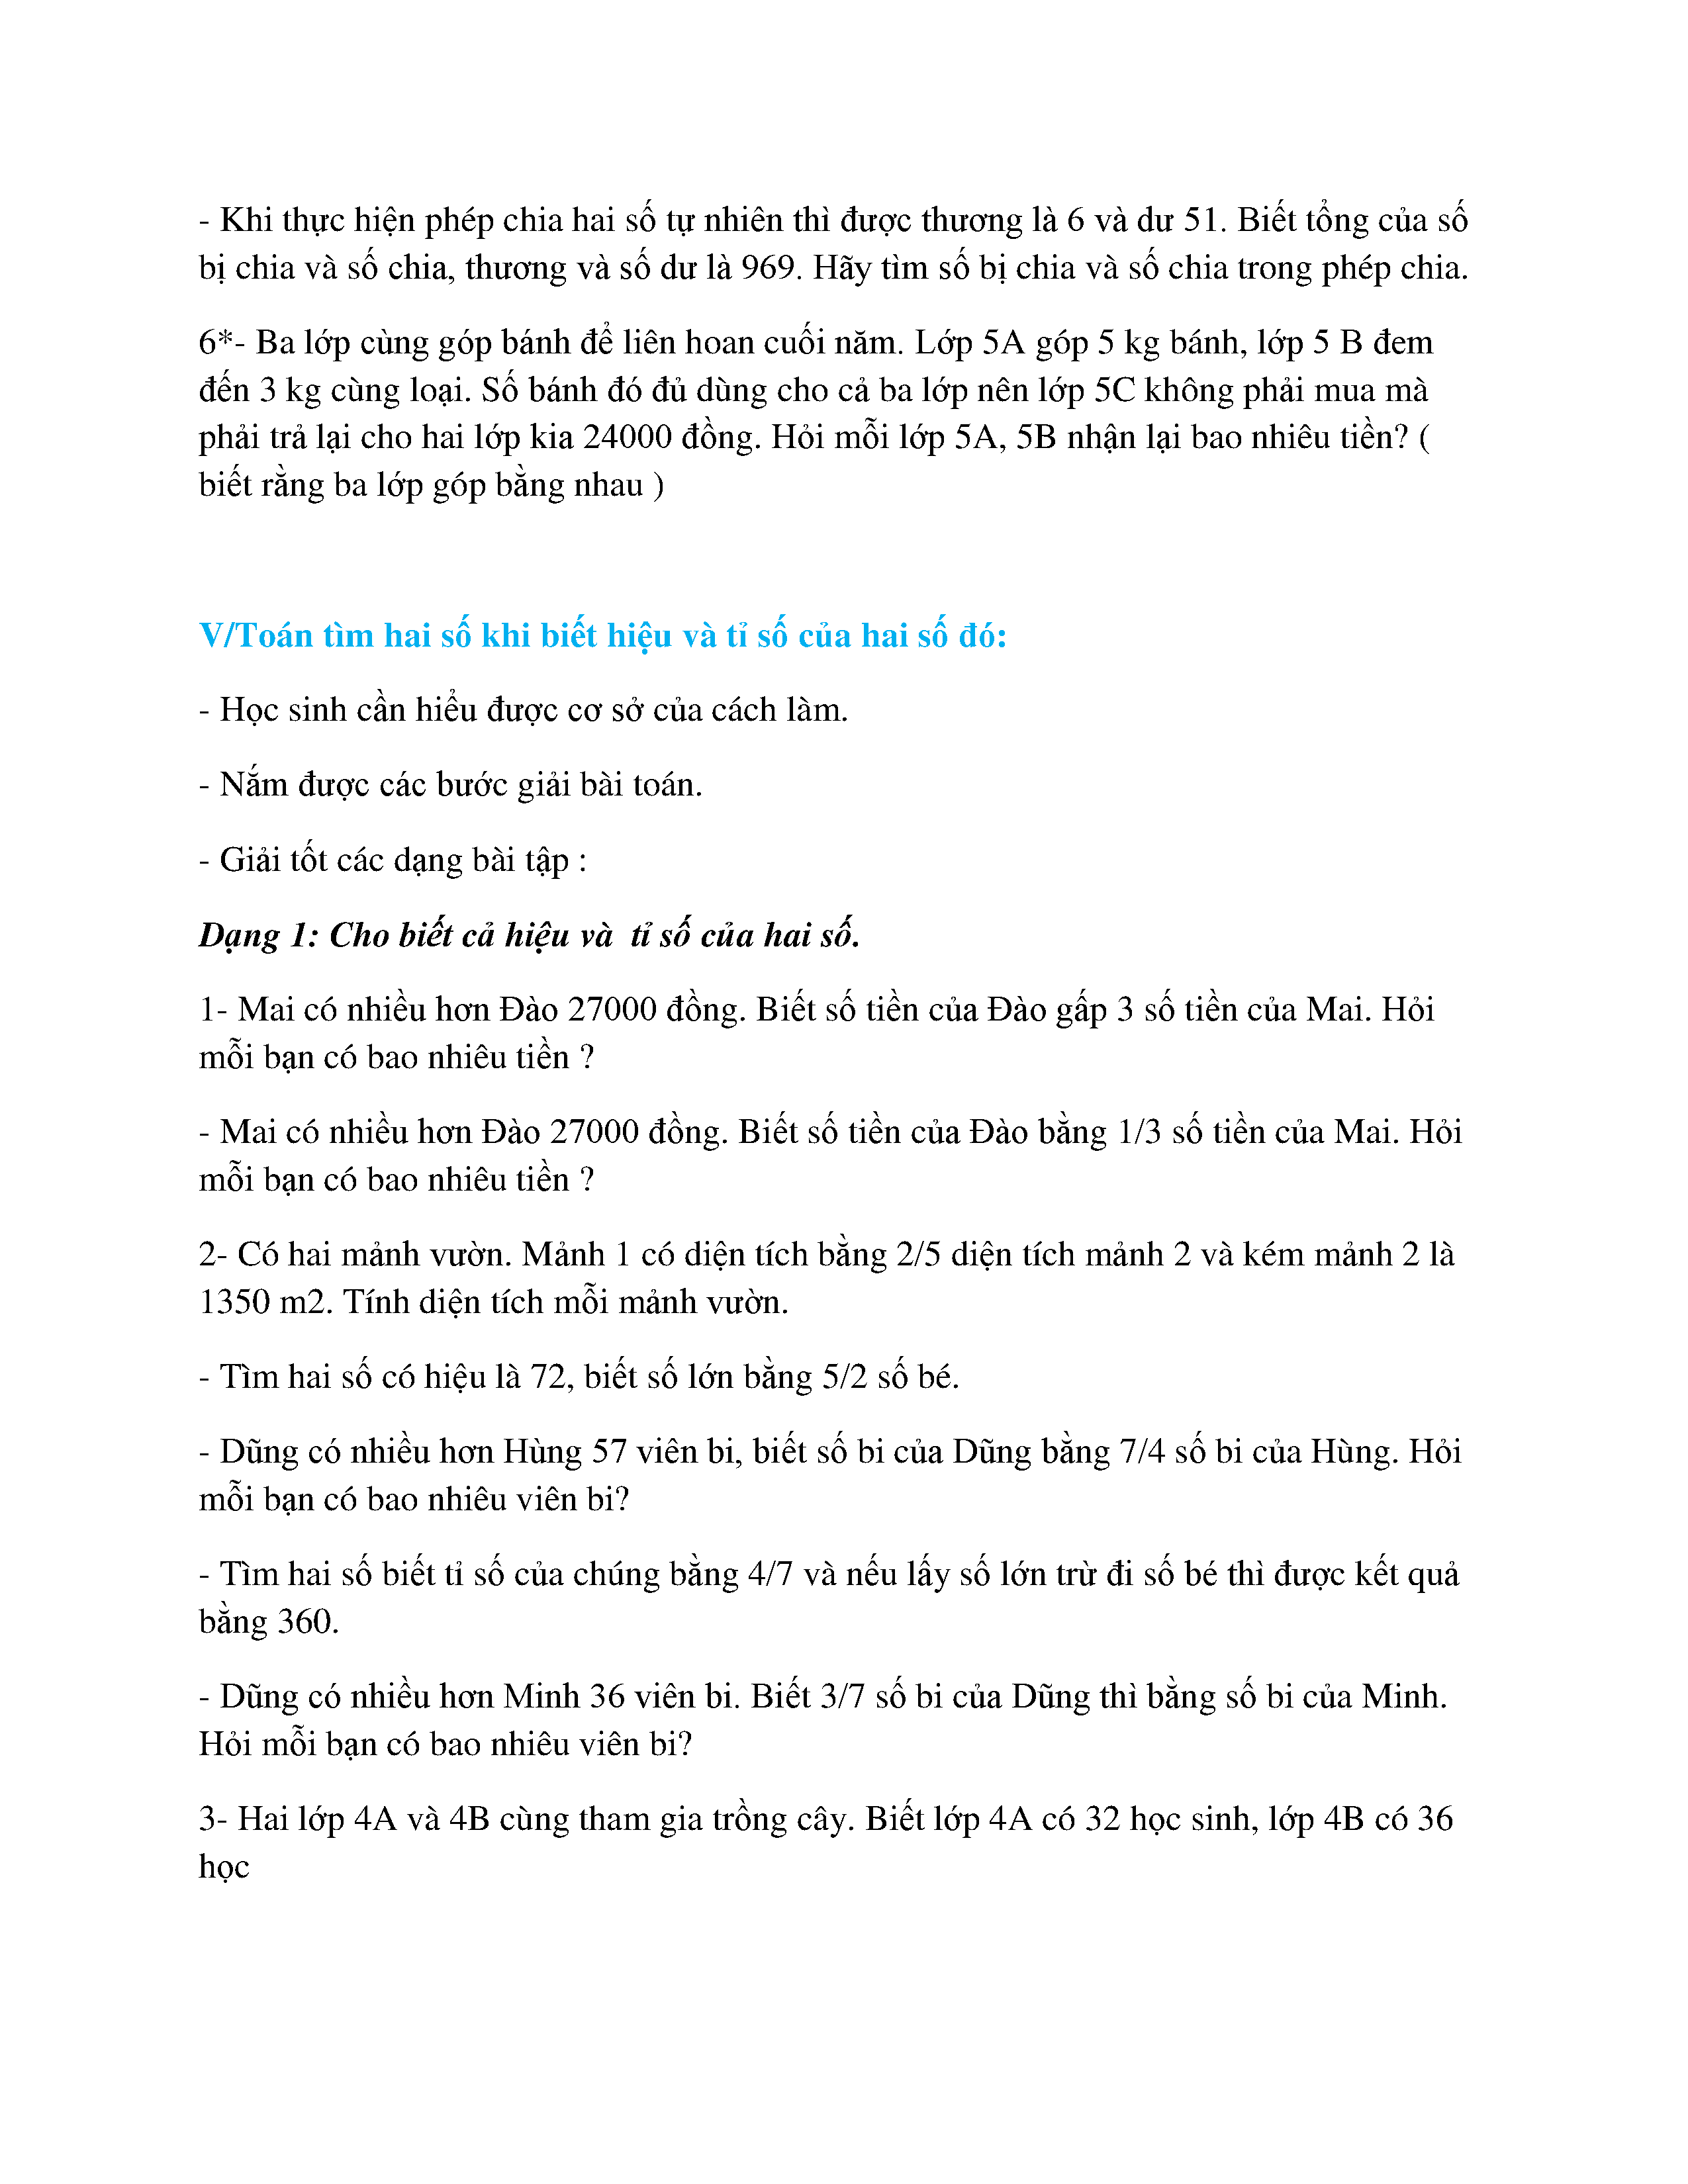 - Khi thực hiện phép chia hai số tự nhiên thì được thương là 6 và dư 51. Biết tổng của số
bị chia và số chia, thương và số dư là 969. Hãy tìm số bị chia và số chia trong phép chia.
6*- Ba lớp cùng góp bánh để liên hoan cuối năm. Lớp 5A góp 5 kg bánh, lớp 5 B đem
đến 3 kg cùng loại. Số bánh đó đủ dùng cho cả ba lớp nên lớp 5C không phải mua mà
phải trả lại cho hai lớp kia 24000 đồng. Hỏi mỗi lớp 5A, 5B nhận lại bao nhiêu tiền? (
biết rằng ba lớp góp bằng nhau )
V/Toán tìm hai số khi biết hiệu và tỉ số của hai số đó:
- Học sinh cần hiểu được cơ sở của cách làm.
- Nắm được các bước giải bài toán.
- Giải tốt các dạng bài tập :
Dạng 1: Cho biết cả hiệu và  tỉ số của hai số.
1- Mai có nhiều hơn Đào 27000 đồng. Biết số tiền của Đào gấp 3 số tiền của Mai. Hỏi
mỗi bạn có bao nhiêu tiền ?
- Mai có nhiều hơn Đào 27000 đồng. Biết số tiền của Đào bằng 1/3 số tiền của Mai. Hỏi
mỗi bạn có bao nhiêu tiền ?
2- Có hai mảnh vườn. Mảnh 1 có diện tích bằng 2/5 diện tích mảnh 2 và kém mảnh 2 là
1350 m2. Tính diện tích mỗi mảnh vườn.
- Tìm hai số có hiệu là 72, biết số lớn bằng 5/2 số bé.
- Dũng có nhiều hơn Hùng 57 viên bi, biết số bi của Dũng bằng 7/4 số bi của Hùng. Hỏi
mỗi bạn có bao nhiêu viên bi?
- Tìm hai số biết tỉ số của chúng bằng 4/7 và nếu lấy số lớn trừ đi số bé thì được kết quả
bằng 360.
- Dũng có nhiều hơn Minh 36 viên bi. Biết 3/7 số bi của Dũng thì bằng số bi của Minh.
Hỏi mỗi bạn có bao nhiêu viên bi?
3- Hai lớp 4A và 4B cùng tham gia trồng cây. Biết lớp 4A có 32 học sinh, lớp 4B có 36
học